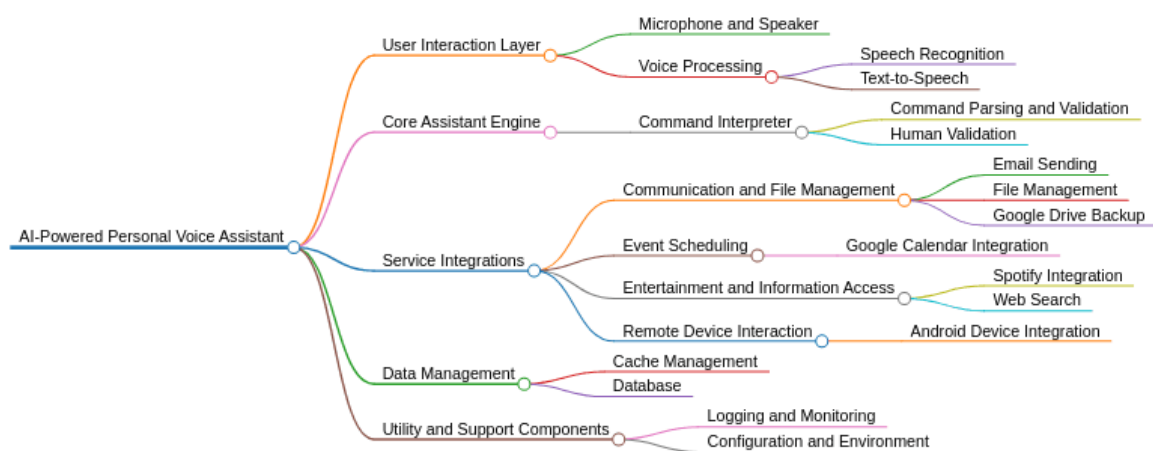 AI-Powered Personal Voice Assistant
User Interaction Layer
Microphone and Speaker
Voice Processing
Speech Recognition
Text-to-Speech
Core Assistant Engine
Command Interpreter
Command Parsing and Validation
Human Validation
Service Integrations
Communication and File Management
Email Sending
File Management
Google Drive Backup
Event Scheduling
Google Calendar Integration
Entertainment and Information Access
Spotify Integration
Web Search
Remote Device Interaction
Android Device Integration
Data Management
Cache Management
Database
Utility and Support Components
Logging and Monitoring
Configuration and Environment